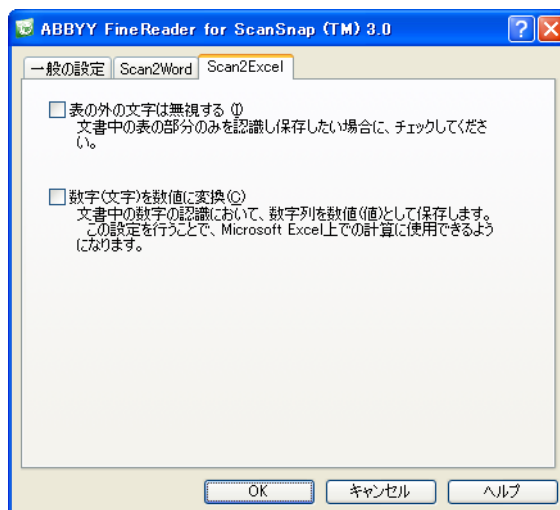 ABBYY FineReader for ScanSnap (TM) 3.0
一般の設定 Scan2Word Scan2Excel
表の外の文字は無視する (I)
文書中の表の部分のみを認識し保存したい場合に、チェックしてくださ
い。
数字(文字)を数値に変換(C)
文書中の数字の認識において、数字列を数値(値)として保存します。
この設定を行うことで、Microsoft Excel上での計算に使用できるよう
になります。
OK キャンセル ヘルプ